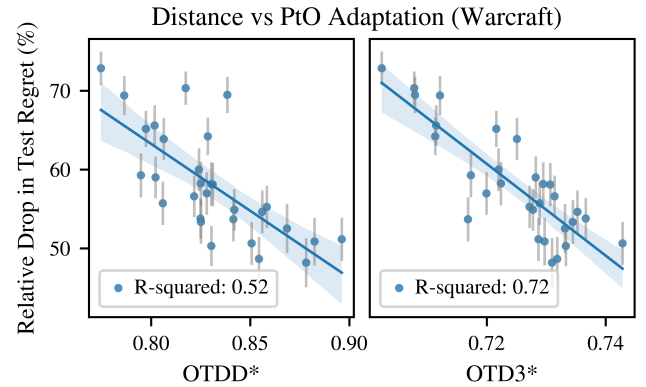 Distance vs PtO Adaptation (Warcraft)
Relative Drop in Test Regret (%)
70
60
50
R-squared: 0.52
R-squared: 0.72
0.80 0.85 0.90 0.72 0.74
OTDD* OTD3*